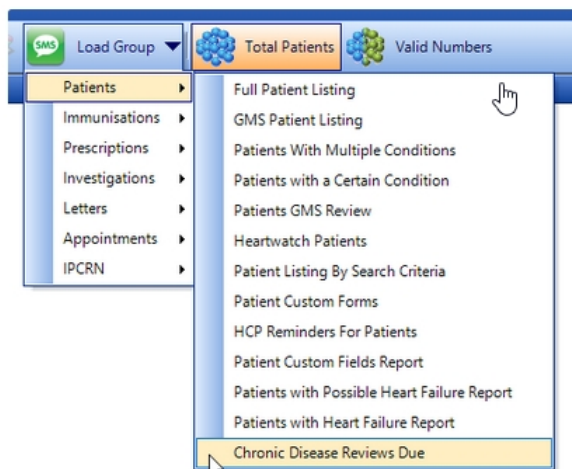 SMS Load Group Total Patients Valid Numbers
Patients
Immunisations
Prescriptions
Investigations
Letters
Appointments
IPCRN
Full Patient Listing
GMS Patient Listing
Patients With Multiple Conditions
Patients with a Certain Condition
Patients GMS Review
Heartwatch Patients
Patient Listing By Search Criteria
Patient Custom Forms
HCP Reminders For Patients
Patient Custom Fields Report
Patients with Possible Heart Failure Report
Patients with Heart Failure Report
Chronic Disease Reviews Due